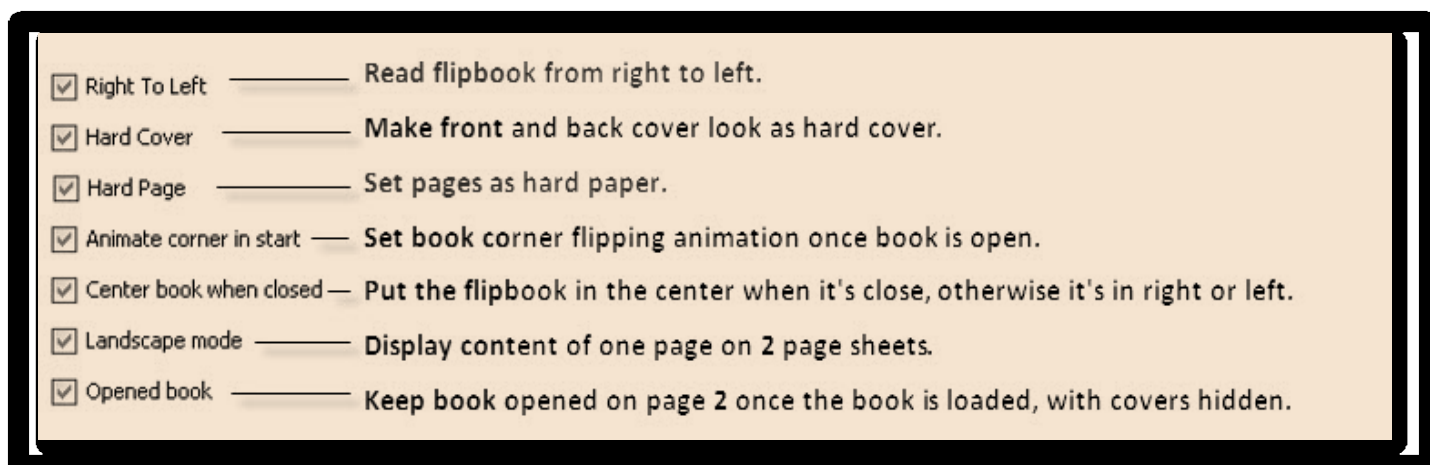 Right To Left Read flipbook from right to left.
Hard Cover Make front and back cover look as hard cover.
Hard Page Set pages as hard paper.
Animate corner in start Set book corner flipping animation once book is open.
Center book when closed Put the flipbook in the center when it's close, otherwise it's in right or left.
Landscape mode Display content of one page on 2 page sheets.
Opened book Keep book opened on page 2 once the book is loaded, with covers hidden.